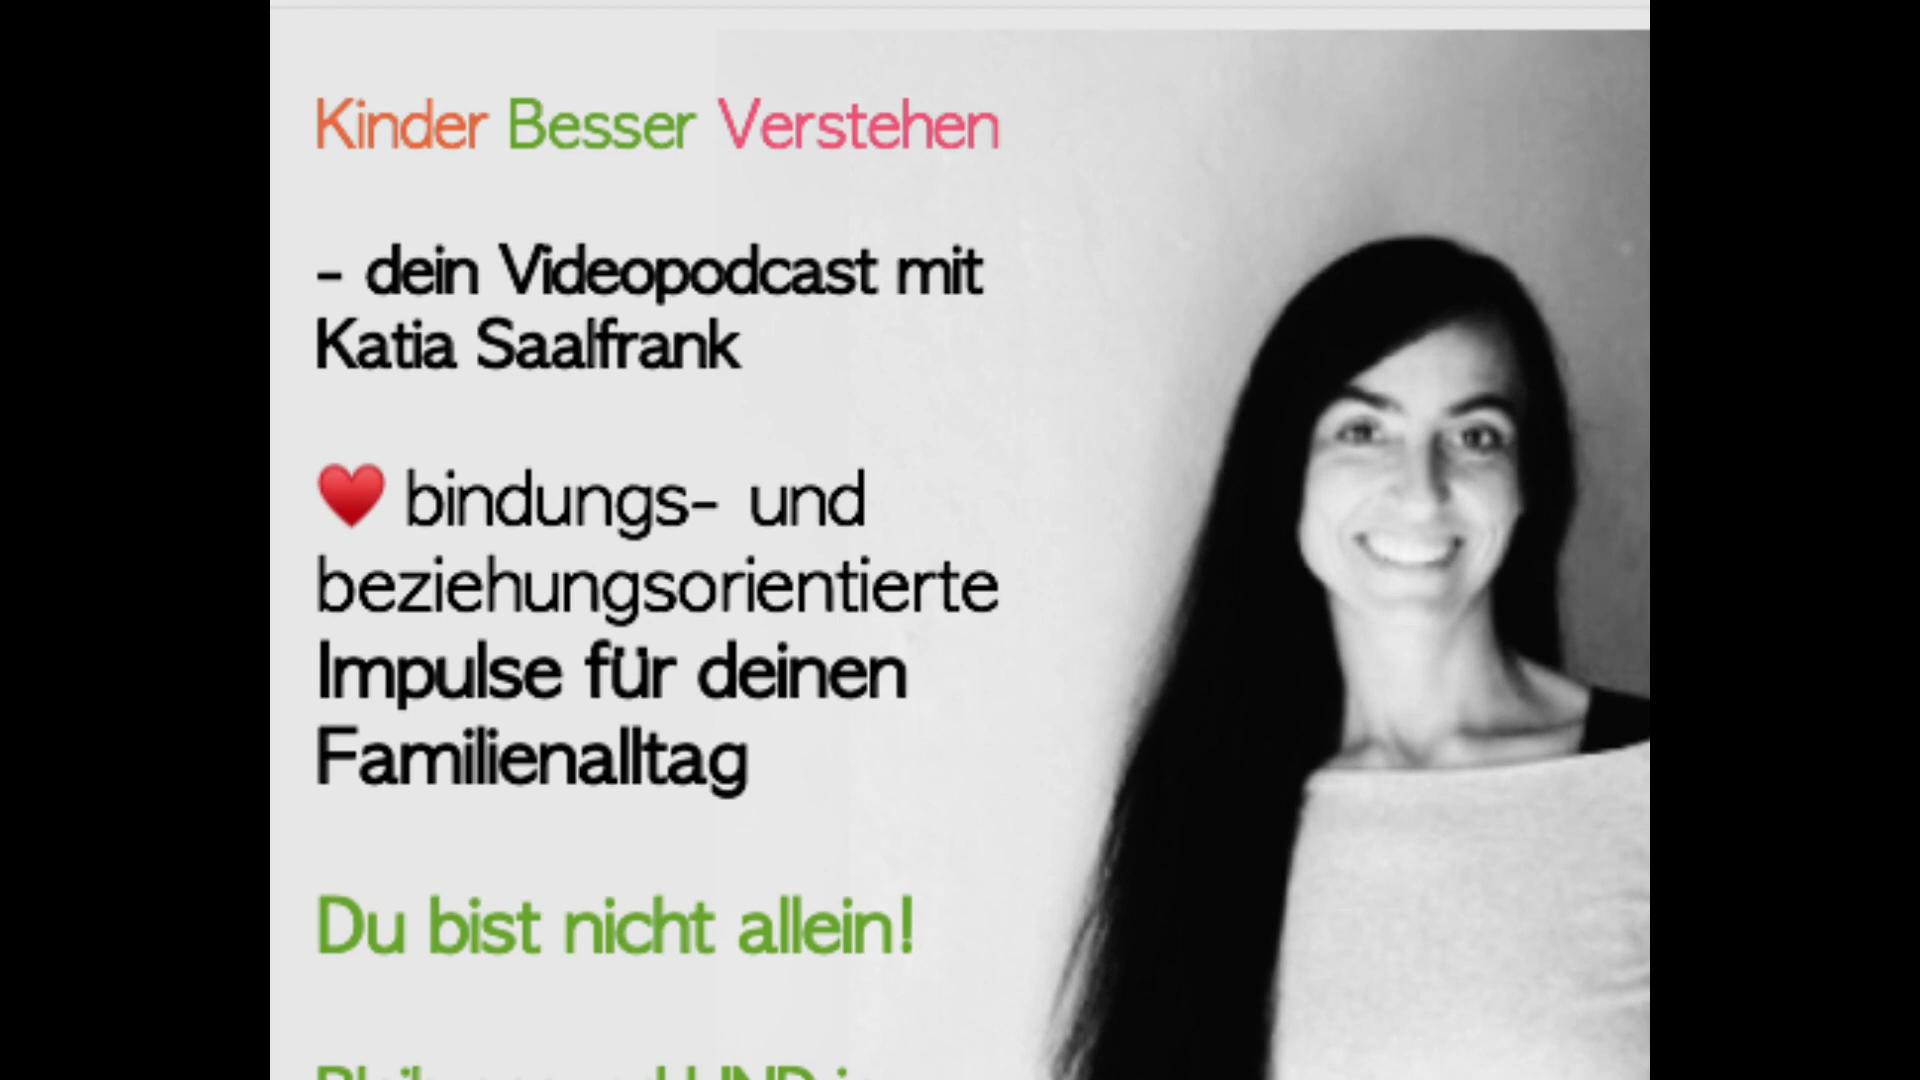 Kinder Besser Verstehen
- dein Videopodcast mit
Katia Saalfrank
♥ bindungs- und
beziehungsorientierte
Impulse für deinen
Familienalltag
Du bist nicht allein!